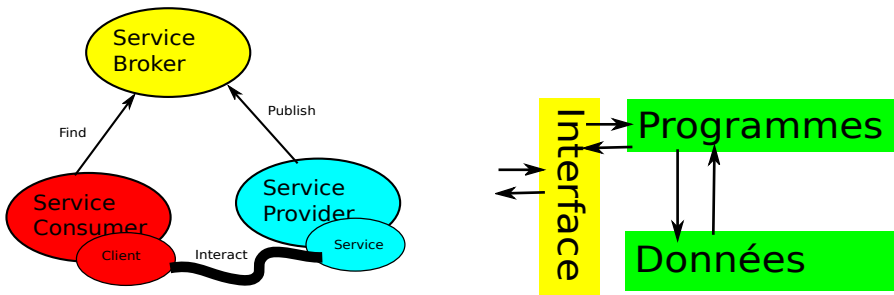 Service
Broker
Find
Publish
Service
Consumer
Client
Interact
Service
Provider
Service
Interface
Programmes
Données